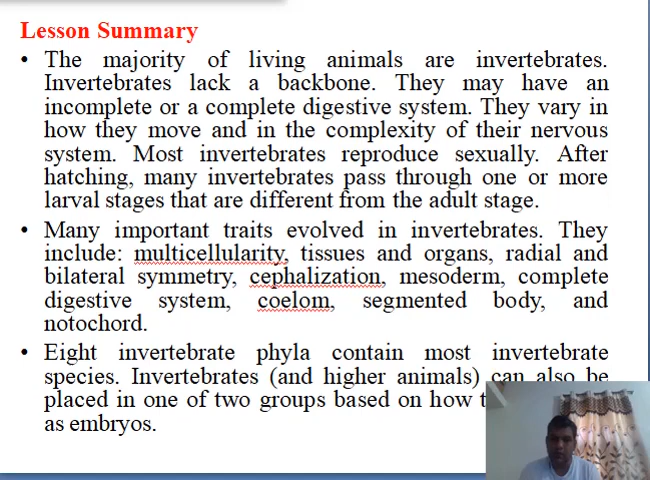 Lesson Summary
• The majority of living animals are invertebrates.
Invertebrates lack a backbone. They may have an
incomplete or a complete digestive system. They vary in
how they move and in the complexity of their nervous
system. Most invertebrates reproduce sexually. After
hatching, many invertebrates pass through one or more
larval stages that are different from the adult stage.
• Many important traits evolved in invertebrates. They
include: multicellularity, tissues and organs, radial and
bilateral symmetry, cephalization, mesoderm, complete
digestive system, coelom, segmented body, and
notochord.
• Eight invertebrate phyla contain most invertebrate
species. Invertebrates (and higher animals) can also be
placed in one of two groups based on how
as embryos.